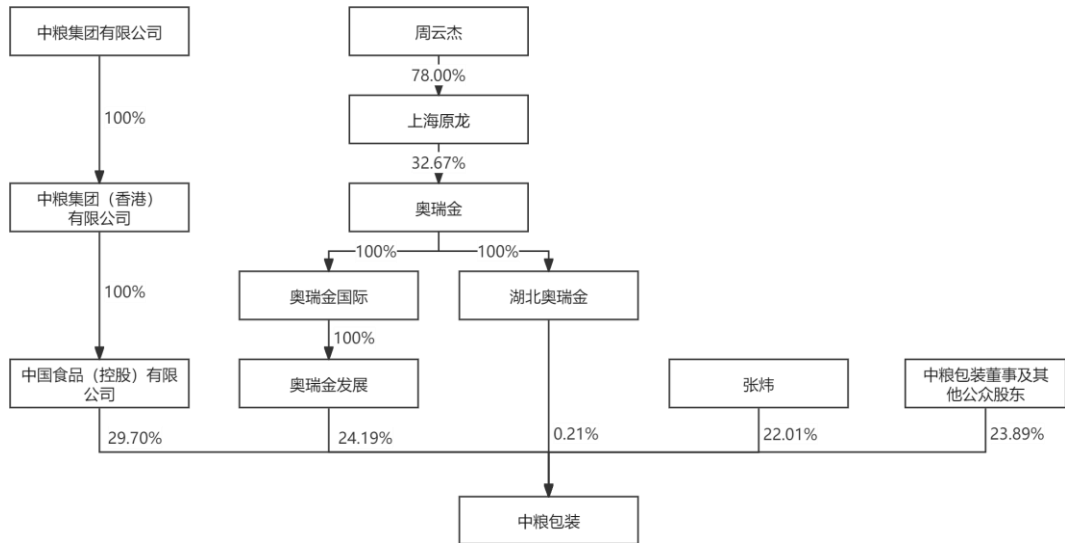 中粮集团有限公司
周云杰
78.00%
100%
上海原龙
32.67%
中粮集团（香港）
有限公司
奥瑞金
100%
100%
奥瑞金国际
湖北奥瑞金
100%
100%
中国食品（控股）有限
公司
奥瑞金发展
张炜
中粮包装董事及其
他公众股东
29.70%
24.19%
0.21%
22.01%
23.89%
中粮包装